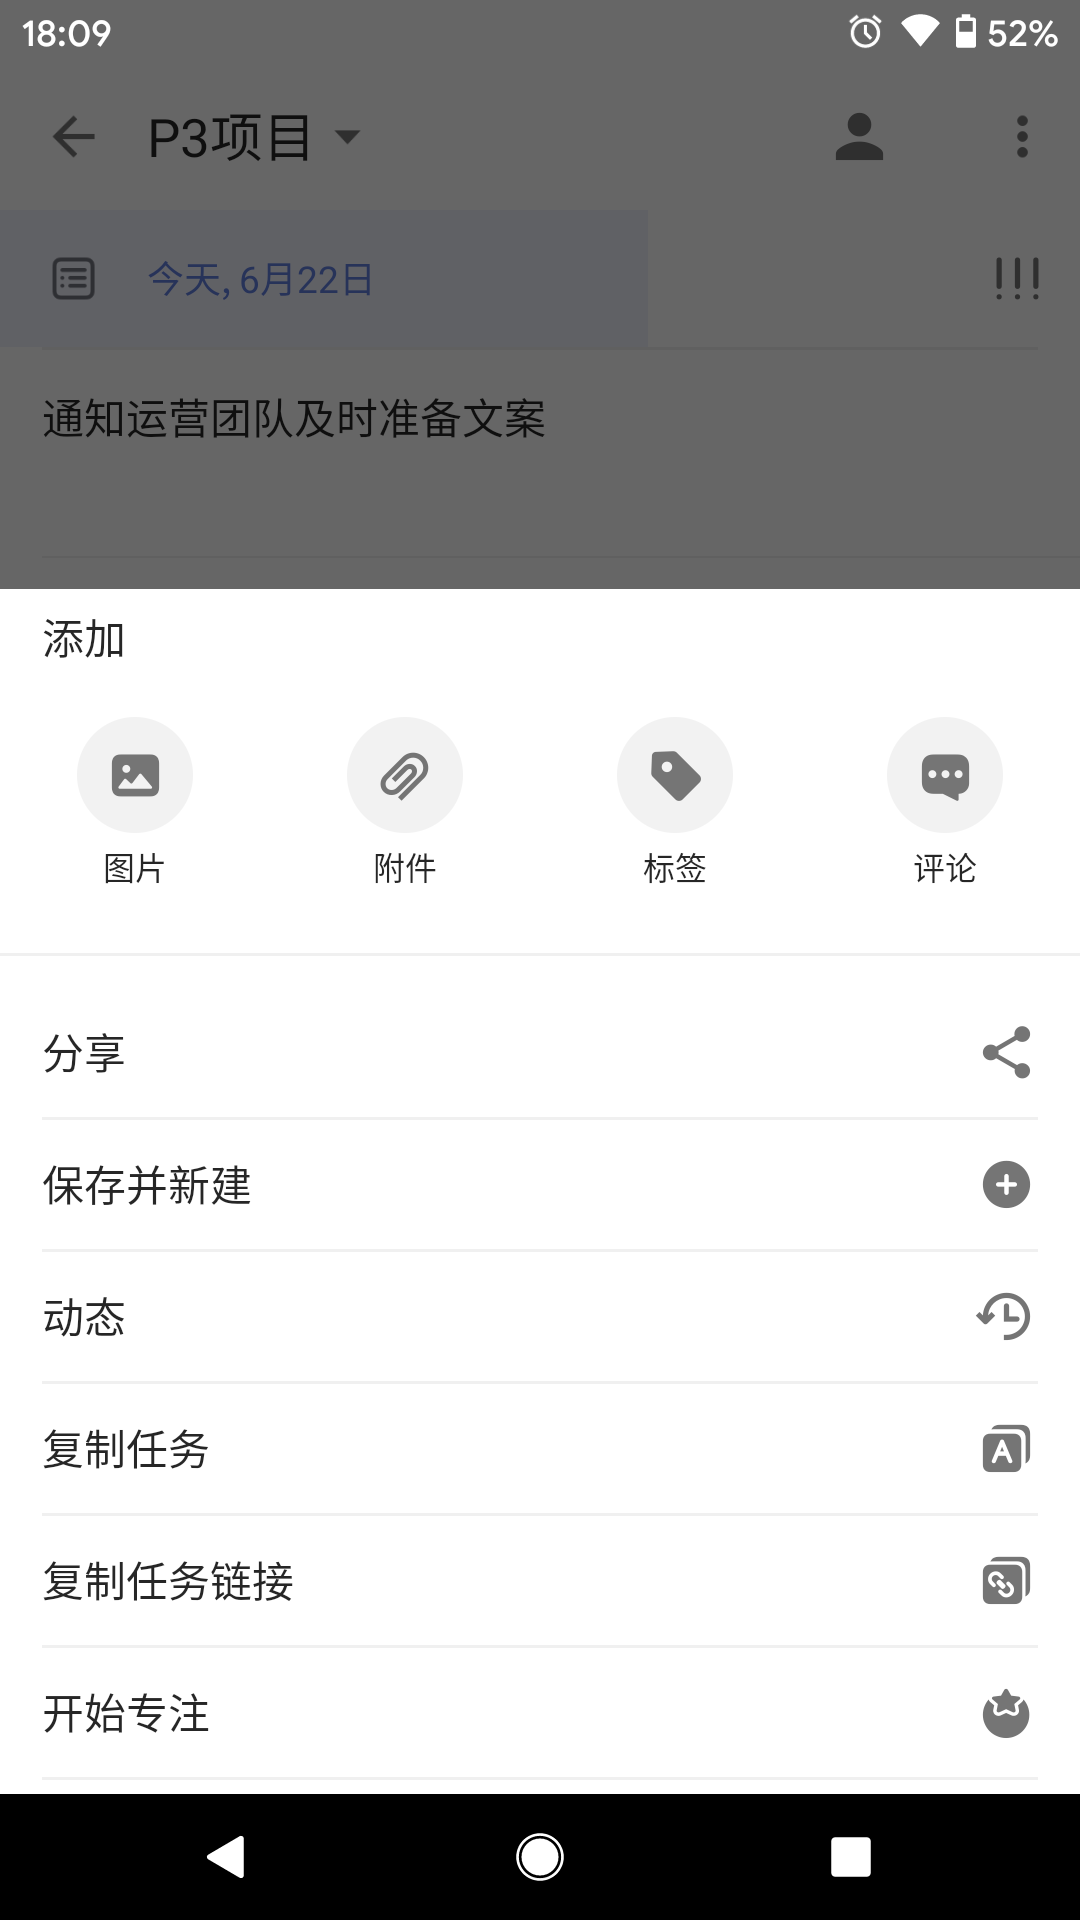 18:09
52%
P3项目
今天, 6月22日
通知运营团队及时准备文案
添加
图片
附件
标签
评论
分享
保存并新建
动态
复制任务
复制任务链接
开始专注